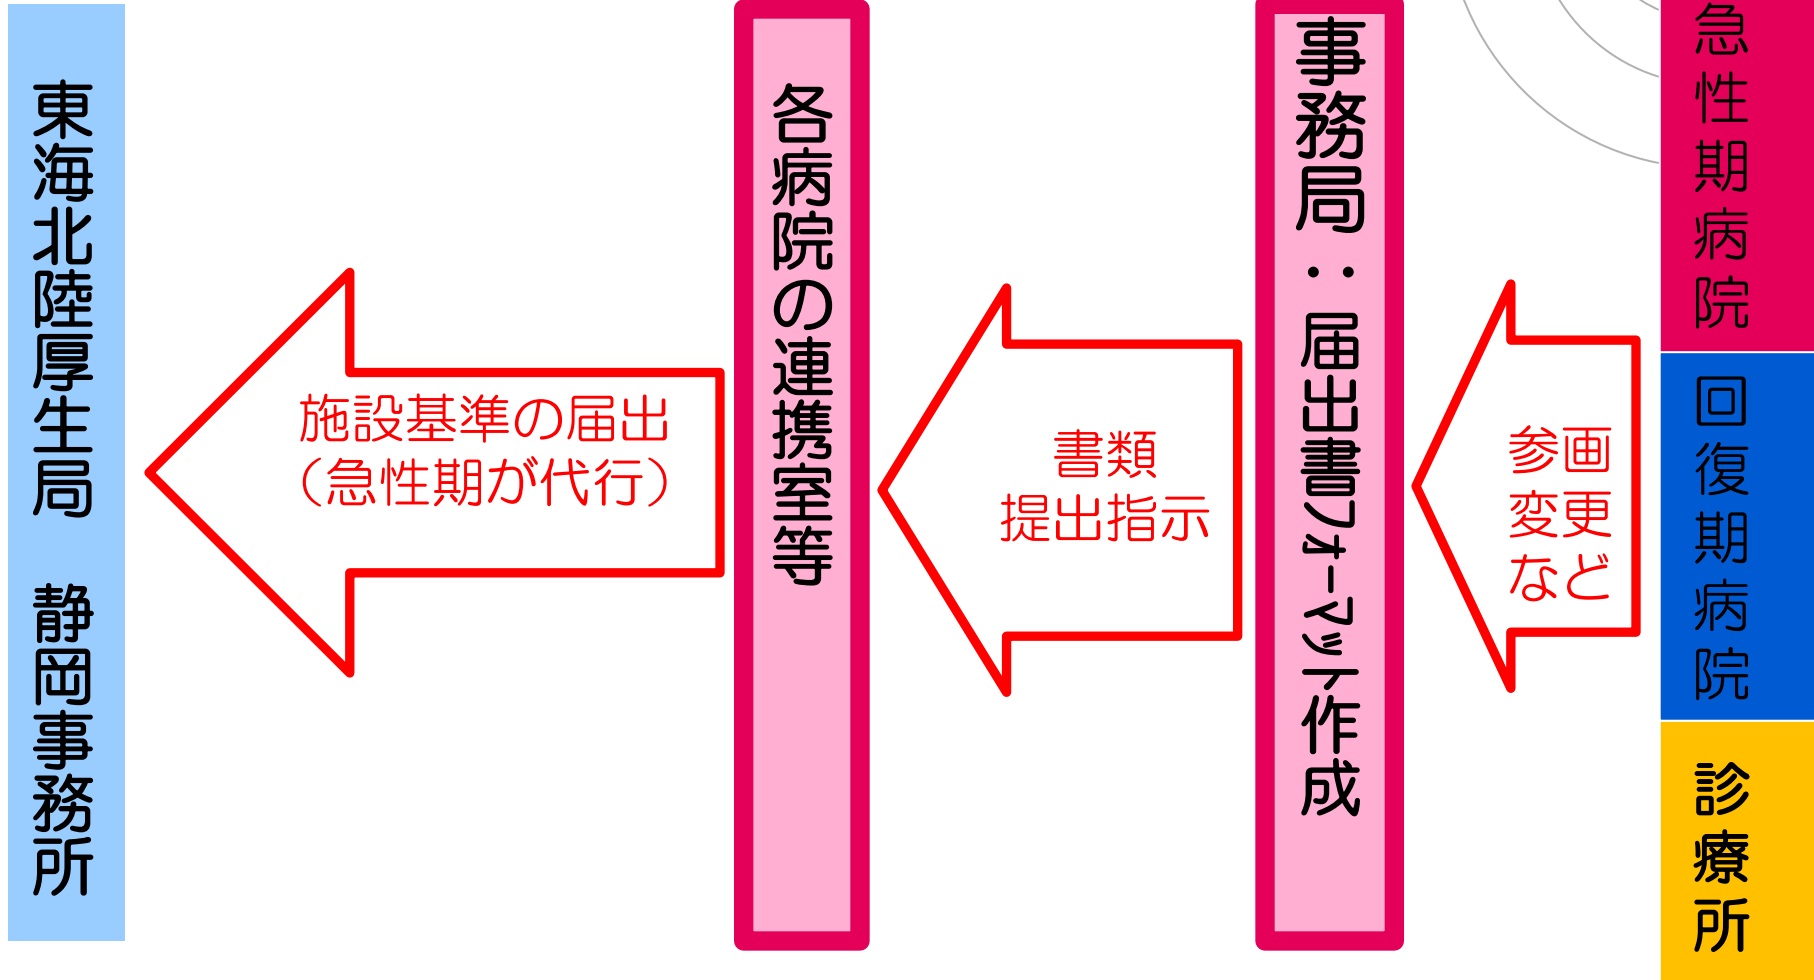 急性期病院
回復期病院
診療所
参画
変更
など
事務局：届出書フォーマット作成
書類
提出指示
各病院の連携室等
施設基準の届出
（急性期が代行）
東海北陸厚生局　静岡事務所